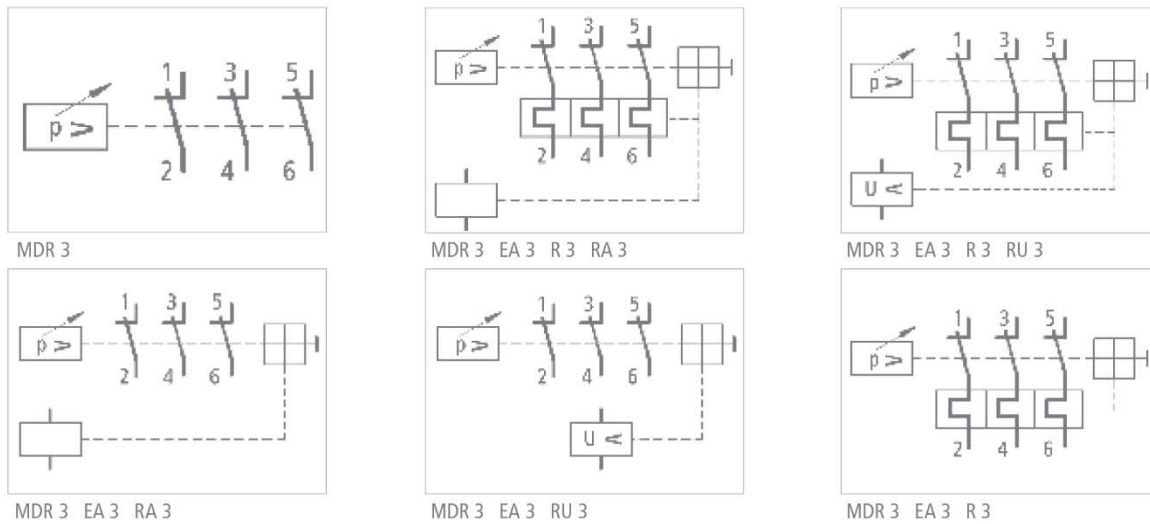 1 3 5
p >
2 4 6
MDR 3
1 3 5
p >
2 4 6
MDR 3 EA 3 R 3 RA 3
1 3 5
p >
2 4 6
U <
MDR 3 EA 3 R 3 RU 3
1 3 5
p >
2 4 6
MDR 3 EA 3 RA 3
1 3 5
p >
2 4 6
U <
MDR 3 EA 3 RU 3
1 3 5
p >
2 4 6
MDR 3 EA 3 R 3